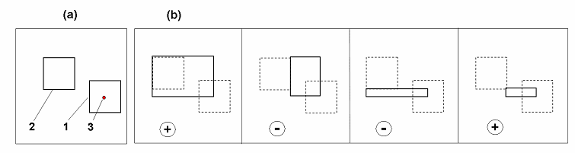 (a) (b)
2 1 3
+ - - +